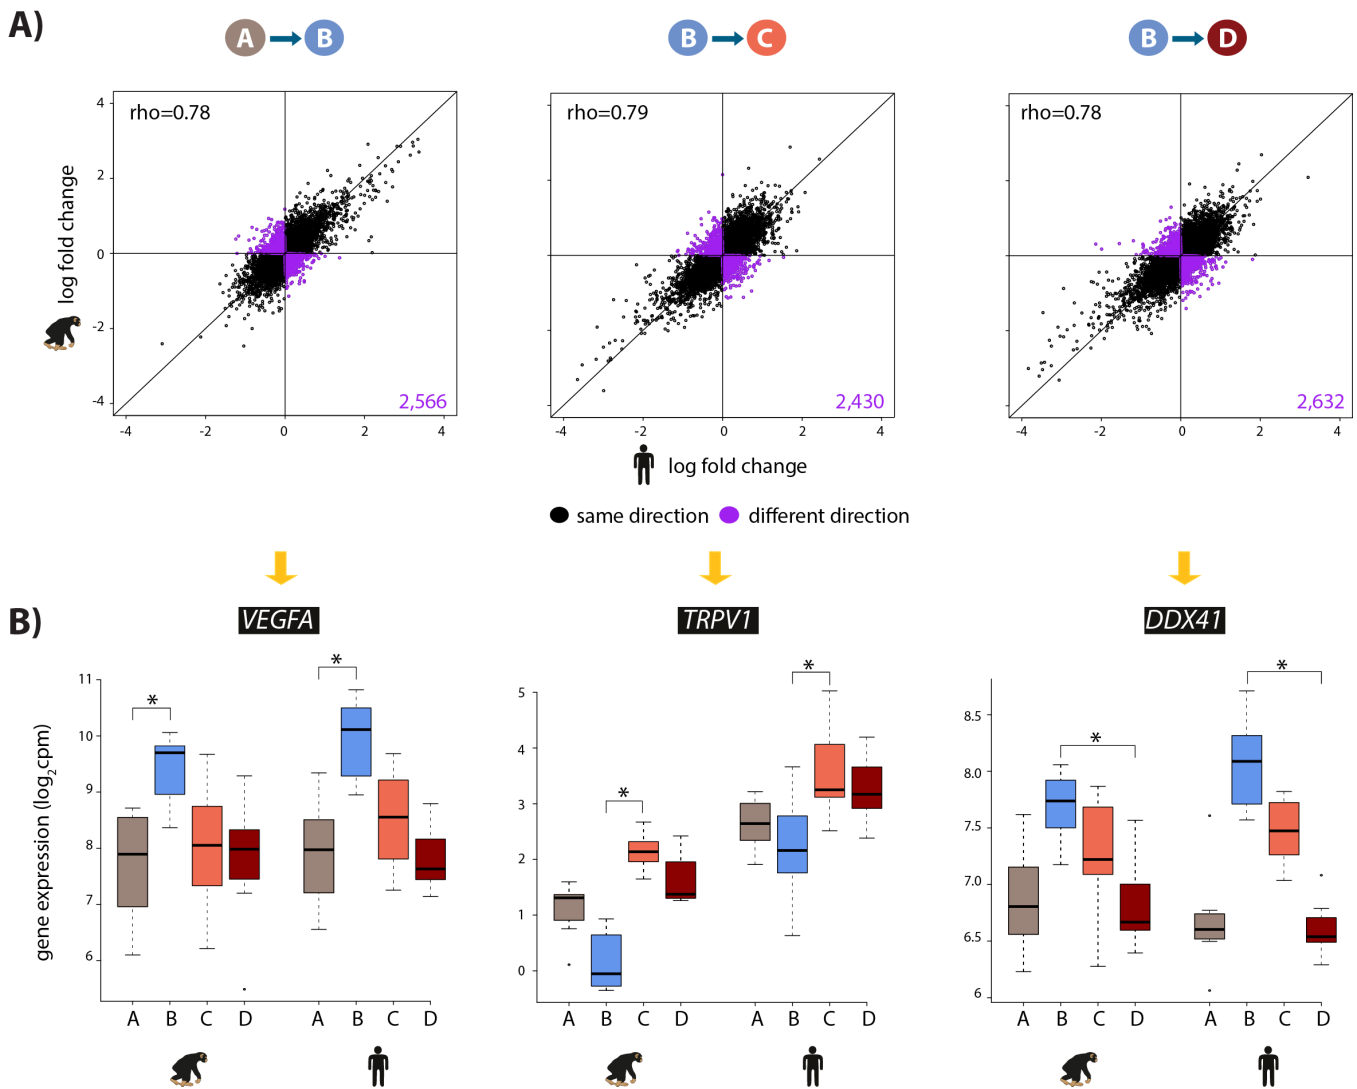 A)
A B
B C
B D
rho=0.78
rho=0.79
rho=0.78
log fold change
4
2
0
-2
-4
2,566
2,430
2,632
-4 -2 0 2 4
-4 -2 0 2 4
-4 -2 0 2 4
log fold change
same direction different direction
B)
VEGFA
TRPV1
DDX41
gene expression (log2cpm)
11
10
9
8
7
6
* *
A B C D A B C D
5
4
3
2
1
0
* *
A B C D A B C D
8.5
8.0
7.5
7.0
6.5
6
* *
A B C D A B C D